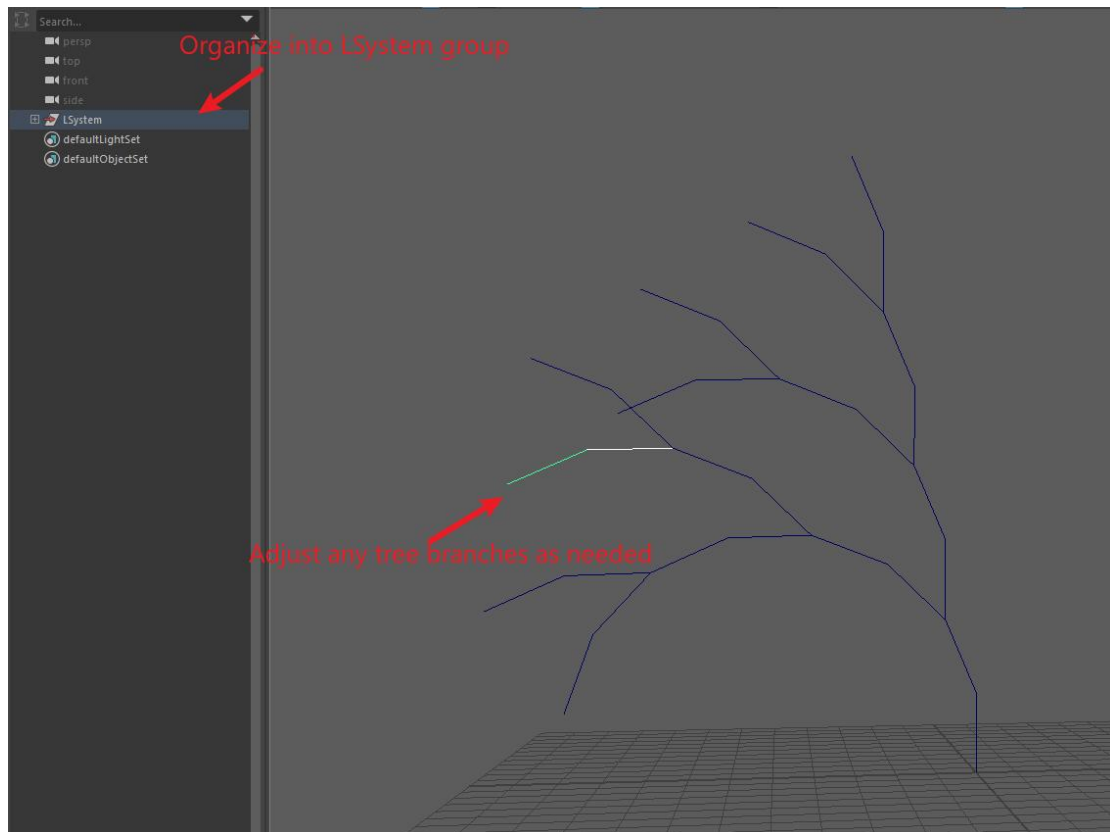 Search...
persp
Organize into LSystem group
top
front
side
LSystem
defaultLightSet
defaultObjectSet
Adjust any tree branches as needed